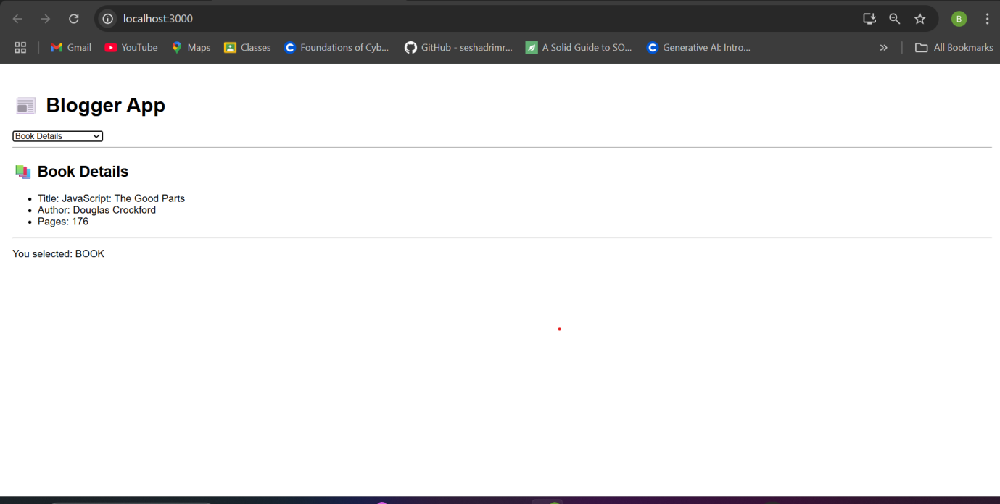 localhost:3000
B
Gmail YouTube Maps Classes Foundations of Cyb... GitHub - seshadrimr... A Solid Guide to SO... Generative AI: Intro... » All Bookmarks
Blogger App
Book Details
Book Details
• Title: JavaScript: The Good Parts
• Author: Douglas Crockford
• Pages: 176
You selected: BOOK